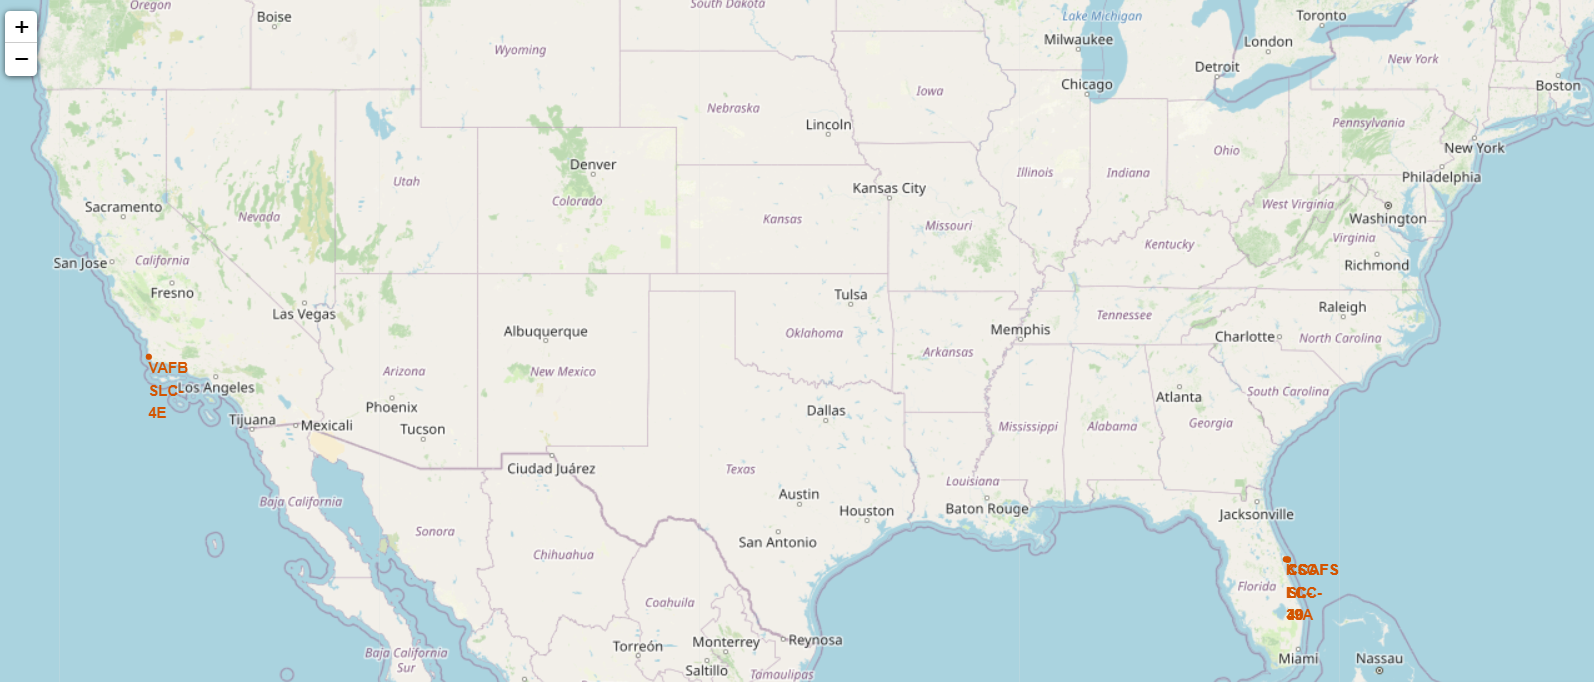 +
−
Oregon
Boise
South Dakota
Lake Michigan
Toronto
Milwaukee
London
Wyoming
Detroit
New York
Chicago
Iowa
Boston
Nebraska
Lincoln
Pennsylvania
New York
Ohio
Denver
Utah
Illinois
Indiana
Philadelphia
Kansas City
Colorado
Sacramento
Nevada
Kansas
Missouri
West Virginia
Washington
Virginia
Kentucky
San Jose
California
Richmond
Fresno
Tulsa
Las Vegas
Raleigh
Tennessee
Albuquerque
Oklahoma
Memphis
Charlotte
North Carolina
Arkansas
VAFB
SLC-
4E
Los Angeles
Arizona
New Mexico
South Carolina
Atlanta
Phoenix
Dallas
Tijuana
Mexicali
Tucson
Mississippi
Alabama
Georgia
Ciudad Juárez
Texas
Louisiana
Austin
Baja California
Houston
Baton Rouge
Jacksonville
Sonora
San Antonio
Chihuahua
Florida
Coahuila
Torreón
Monterrey
Reynosa
Baja California
Sur
Saltillo
Tamaulipas
Miami
Nassau